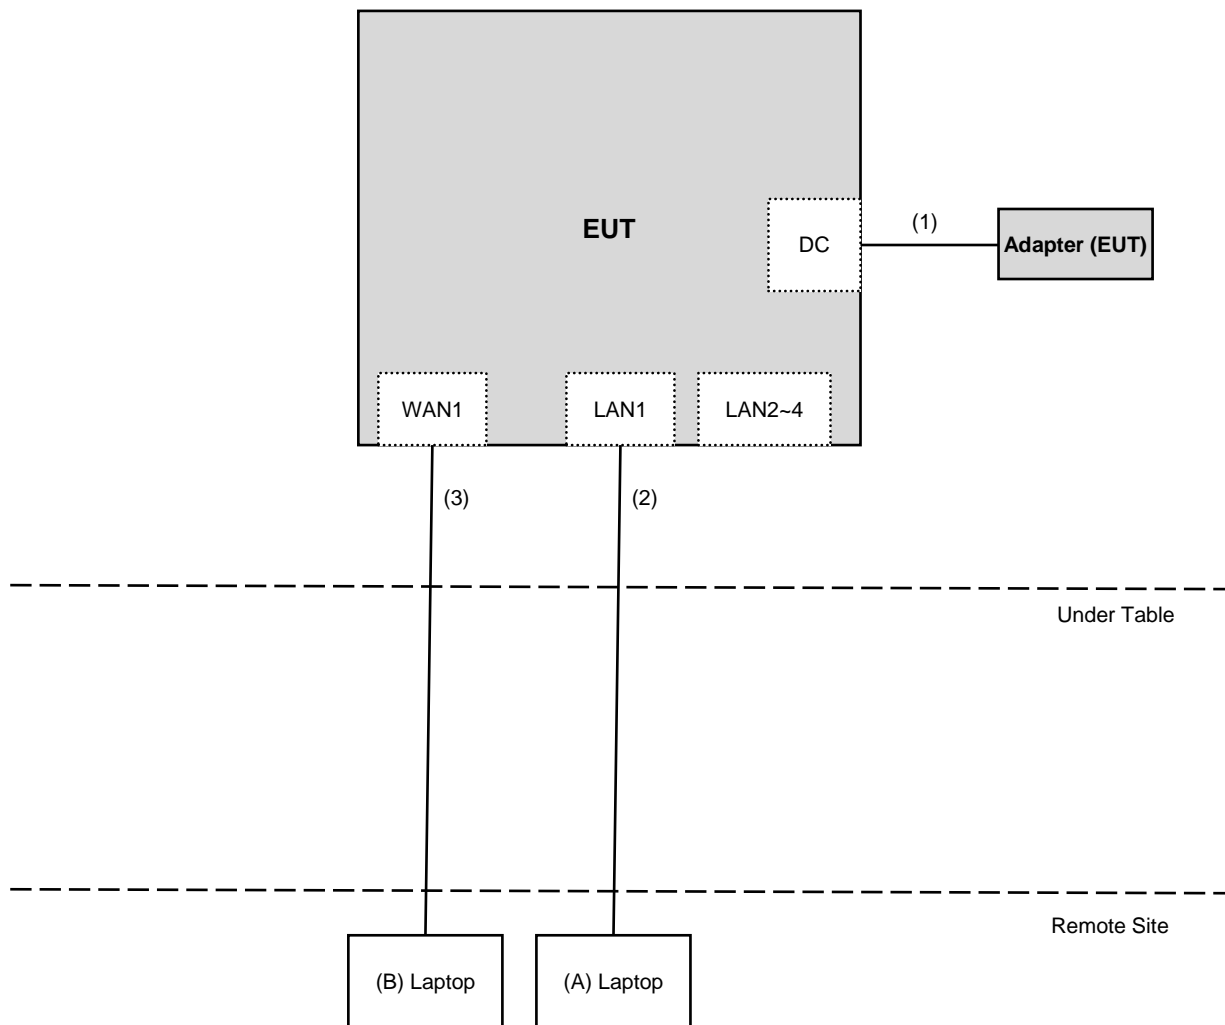 EUT
DC
(1)
Adapter (EUT)
WAN1
LAN1
LAN2~4
(3)
(2)
Under Table
Remote Site
(B) Laptop
(A) Laptop